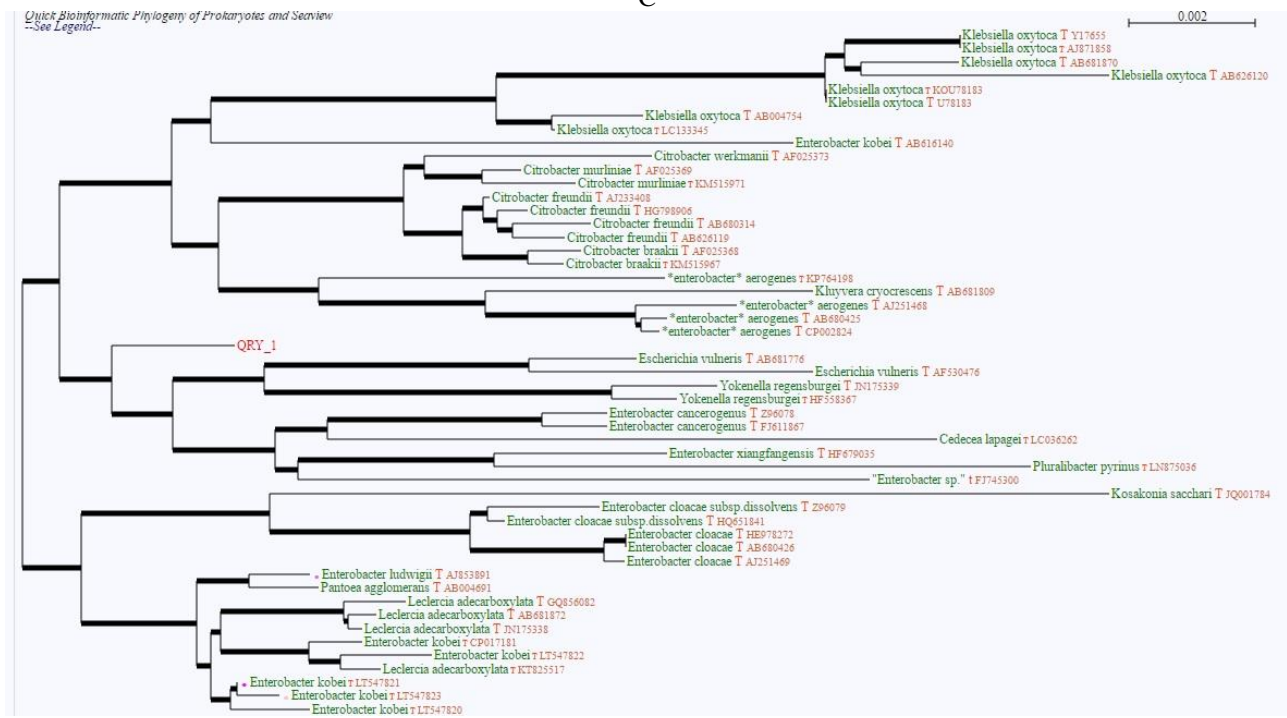 C
Quick Bioinformatic Phylogeny of Prokaryotes and Seaview
--See Legend--
0.002
Klebsiella oxytoca T Y17655
Klebsiella oxytoca T AJ871858
Klebsiella oxytoca T AB681870
Klebsiella oxytoca T AB626120
Klebsiella oxytoca T KOU78183
Klebsiella oxytoca T U78183
Klebsiella oxytoca T AB004754
Klebsiella oxytoca T LC133345
Enterobacter kobei T AB616140
Citrobacter werkmanii T AF025373
Citrobacter murliniae T AF025369
Citrobacter murliniae T KM515971
Citrobacter freundii T AJ233408
Citrobacter freundii T HG798906
Citrobacter freundii T AB680314
Citrobacter freundii T AB626119
Citrobacter braakii T AF025368
Citrobacter braakii T KM515967
*enterobacter* aerogenes T KP764198
Kluyvera cryocrescens T AB681809
*enterobacter* aerogenes T AJ251468
*enterobacter* aerogenes T AB680425
*enterobacter* aerogenes T CP002824
QRY_1
Escherichia vulneris T AB681776
Escherichia vulneris T AF530476
Yokenella regensburgei T JN175339
Yokenella regensburgei T HF558367
Enterobacter cancerogenus T Z96078
Enterobacter cancerogenus T FJ611867
Cedecea lapagei T LC036262
Enterobacter xiangfangensis T HF679035
Pluralibacter pyrinus T LN875036
"Enterobacter sp." t FJ745300
Kosakonia sacchari T JQ001784
Enterobacter cloacae subsp.dissolvens T Z96079
Enterobacter cloacae subsp.dissolvens T HQ651841
Enterobacter cloacae T HE978272
Enterobacter cloacae T AB680426
Enterobacter cloacae T AJ251469
Enterobacter ludwigii T AJ853891
Pantoea agglomerans T AB004691
Leclercia adecarboxylata T GQ856082
Leclercia adecarboxylata T AB681872
Leclercia adecarboxylata T JN175338
Enterobacter kobei T CP017181
Enterobacter kobei T LT547822
Leclercia adecarboxylata T KT825517
Enterobacter kobei T LT547821
Enterobacter kobei T LT547823
Enterobacter kobei T LT547820